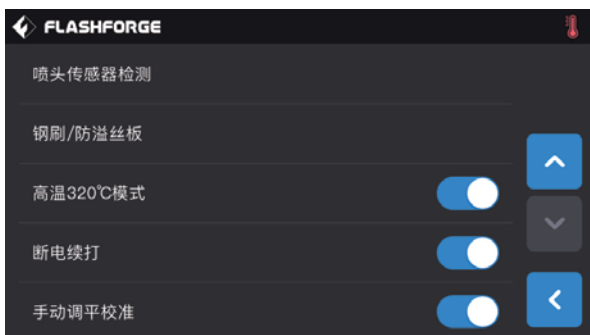 FLASHFORGE
喷头传感器检测
钢刷/防溢丝板
高温320℃模式
断电续打
手动调平校准